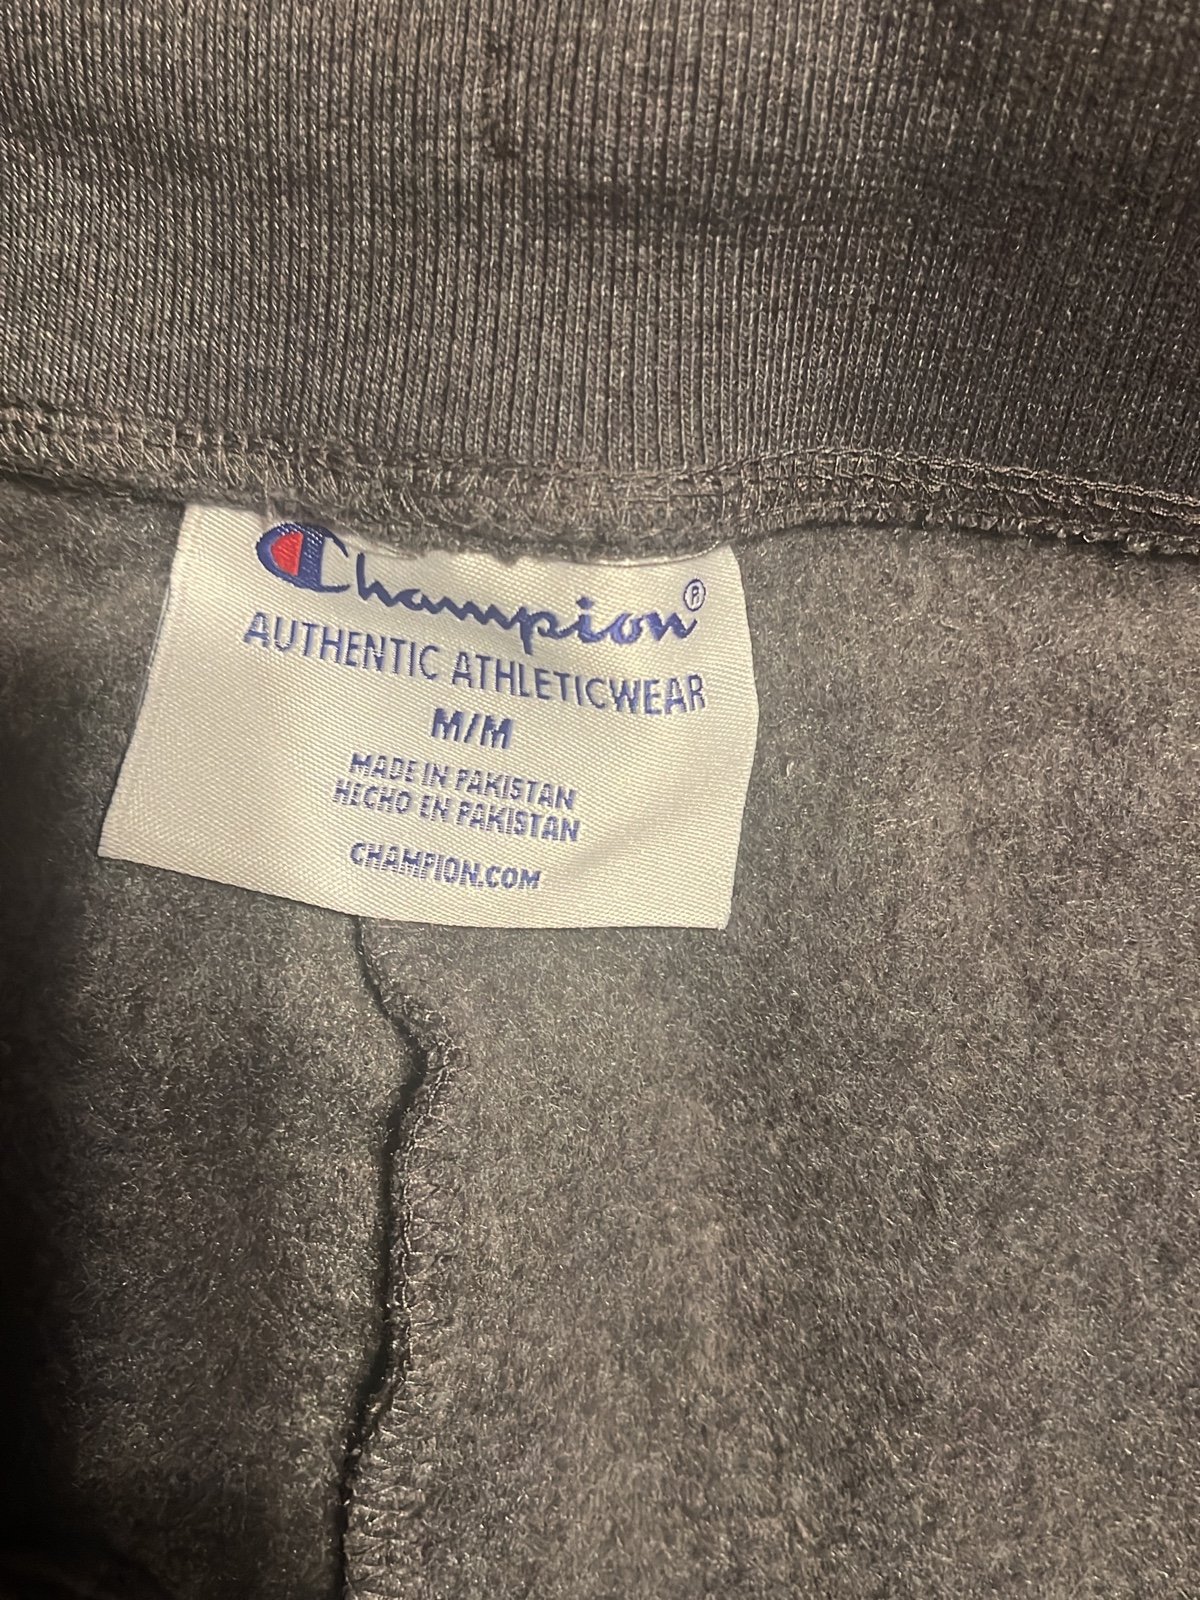 Champion®
AUTHENTIC ATHLETICWEAR
M/M
MADE IN PAKISTAN
HECHO EN PAKISTAN
CHAMPION.COM